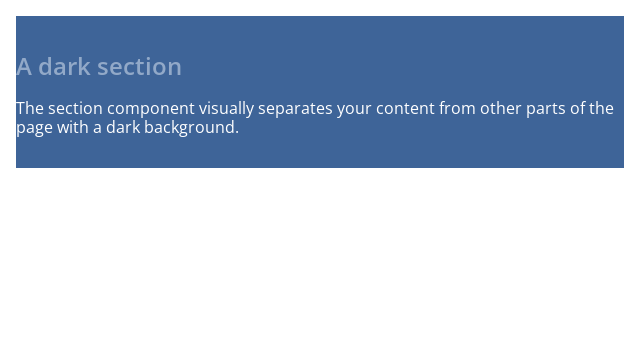 A dark section
The section component visually separates your content from other parts of the
page with a dark background.